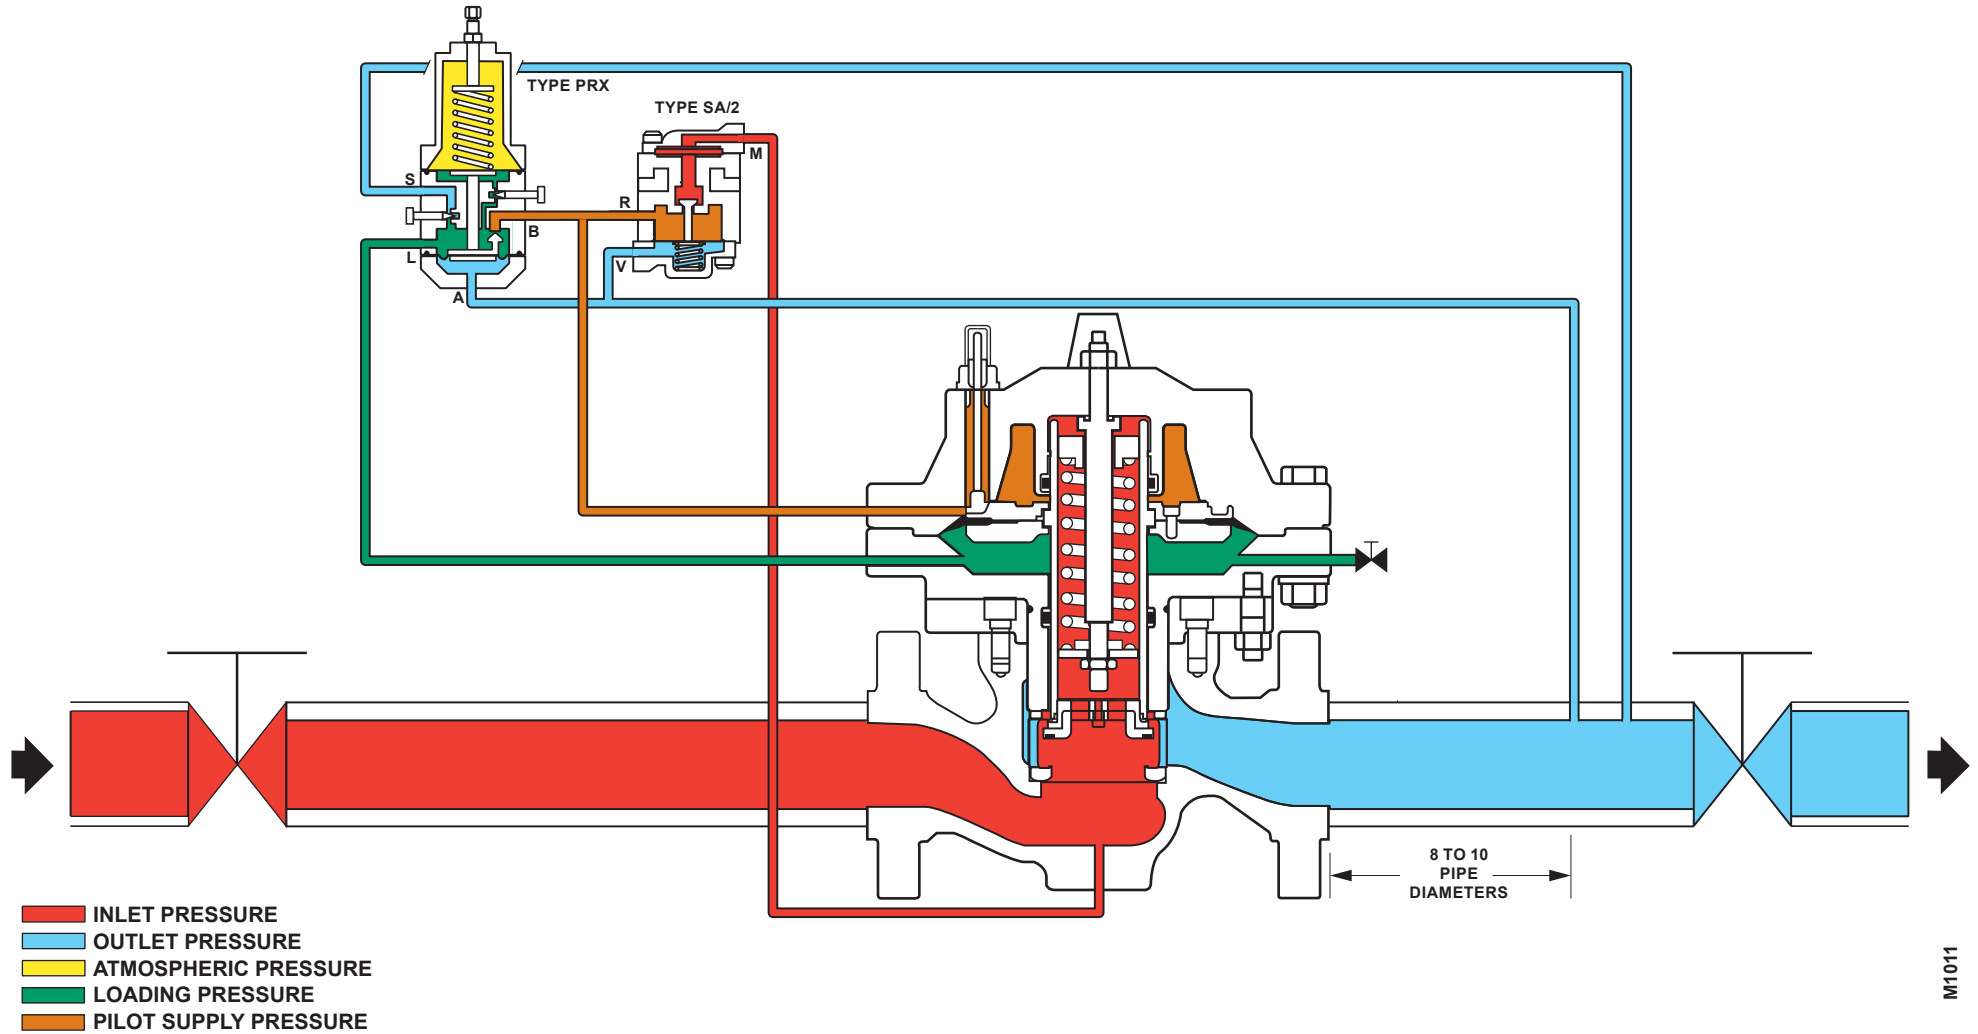 TYPE PRX
TYPE SA/2
M
S
R
B
L
V
A
8 TO 10
PIPE
DIAMETERS
INLET PRESSURE
OUTLET PRESSURE
ATMOSPHERIC PRESSURE
LOADING PRESSURE
PILOT SUPPLY PRESSURE
M1011